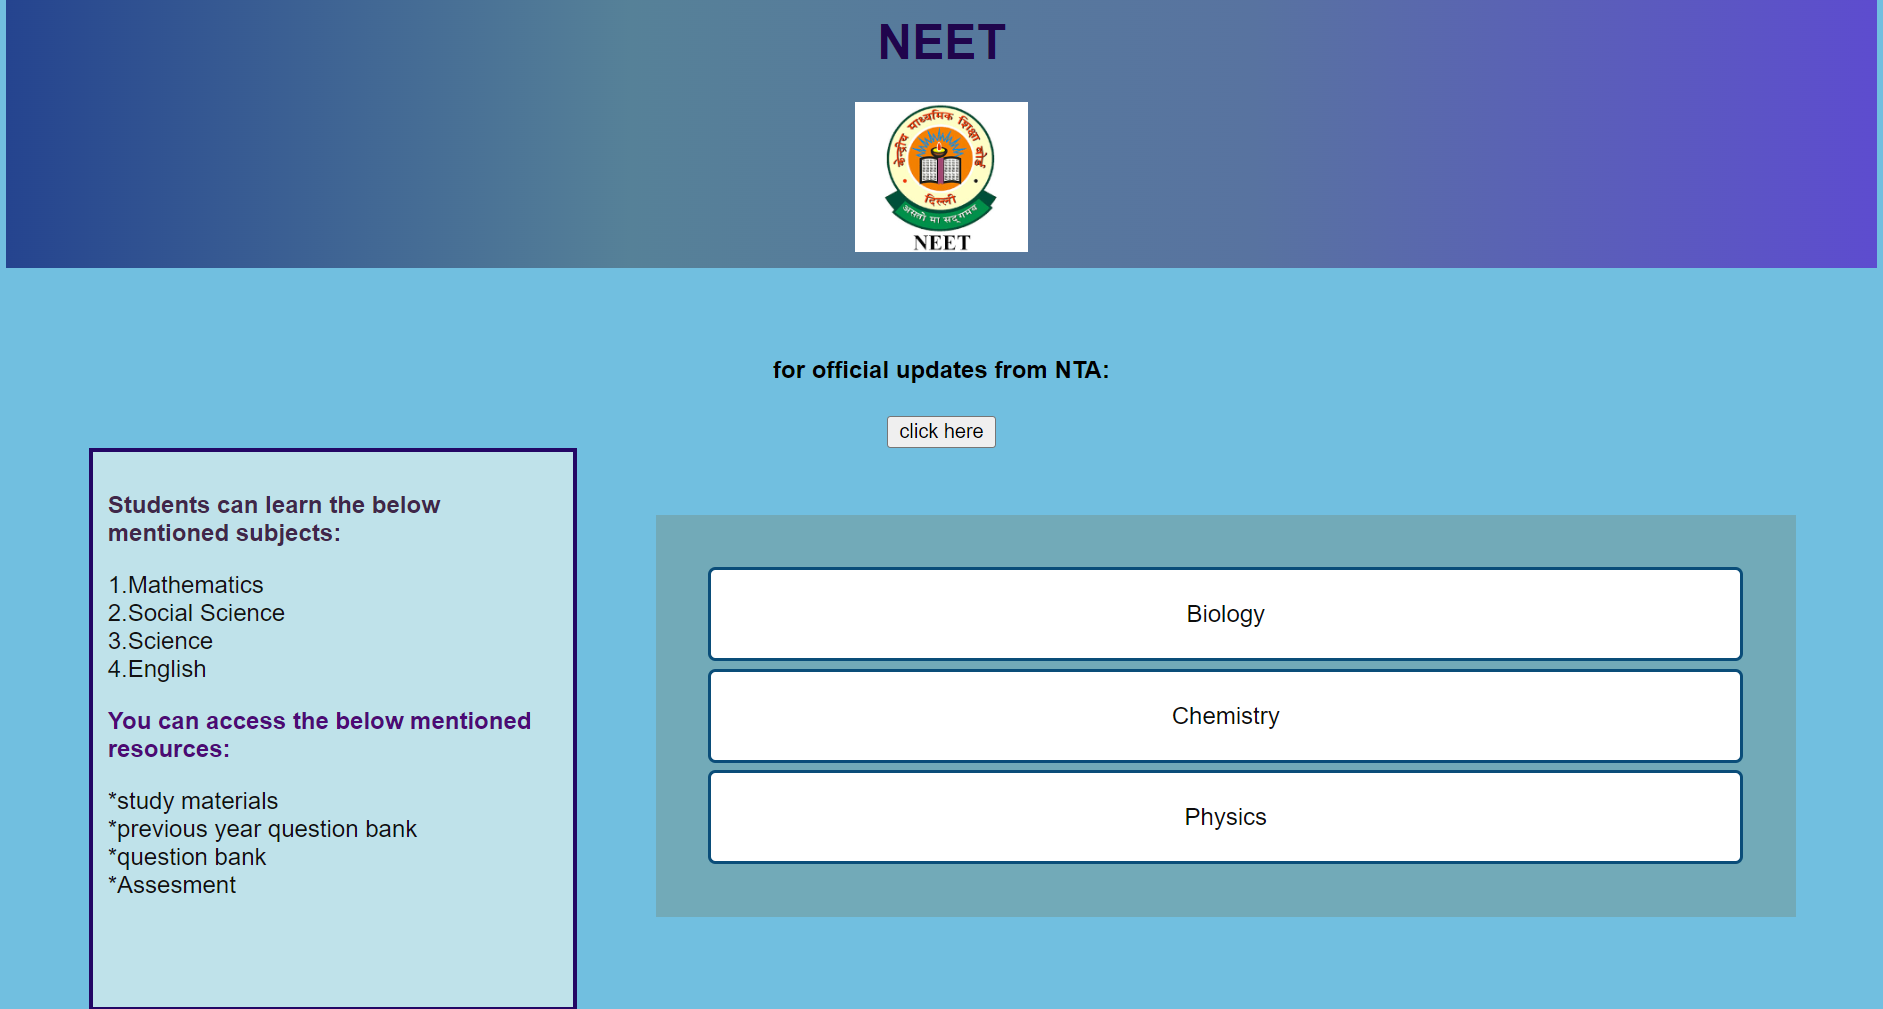 NEET
केन्द्रीय माध्यमिक शिक्षा बोर्ड
दिल्ली
असतो मा सद्गमय
NEET
for official updates from NTA:
click here
Students can learn the below
mentioned subjects:
1.Mathematics
2.Social Science
3.Science
4.English
You can access the below mentioned
resources:
*study materials
*previous year question bank
*question bank
*Assesment
Biology
Chemistry
Physics